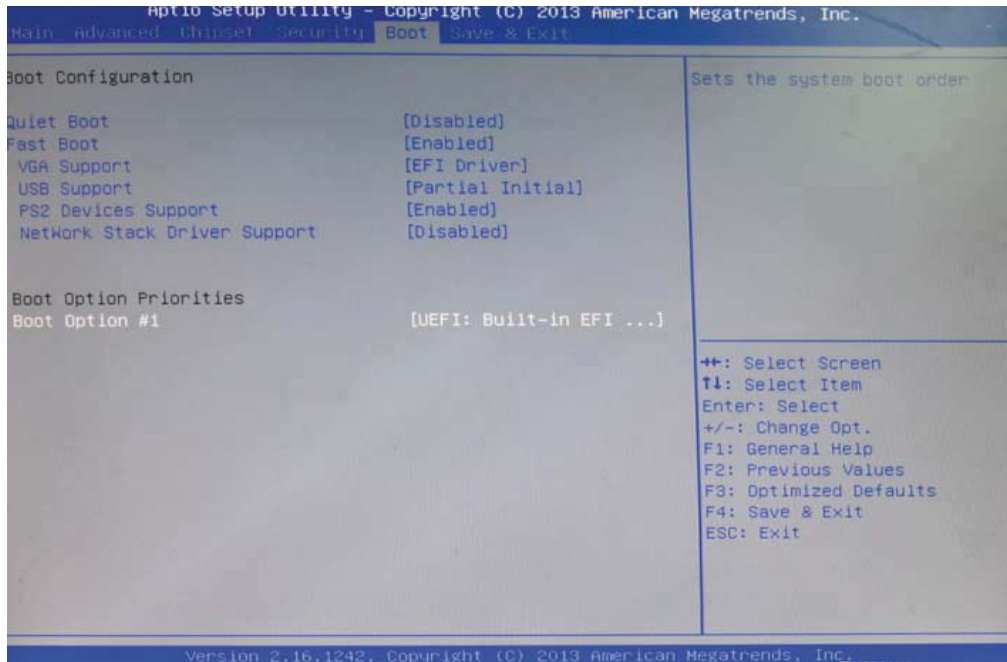 Aptio Setup Utility – Copyright (C) 2013 American Megatrends, Inc.
Main Advanced Chipset Security Boot Save & Exit
Boot Configuration
Quiet Boot [Disabled]
Fast Boot [Enabled]
VGA Support [EFI Driver]
USB Support [Partial Initial]
PS2 Devices Support [Enabled]
NetWork Stack Driver Support [Disabled]
Boot Option Priorities
Boot Option #1 [UEFI: Built-in EFI ...]
Sets the system boot order
→←: Select Screen
↑↓: Select Item
Enter: Select
+/-: Change Opt.
F1: General Help
F2: Previous Values
F3: Optimized Defaults
F4: Save & Exit
ESC: Exit
Version 2.16.1242. Copyright (C) 2013 American Megatrends, Inc.